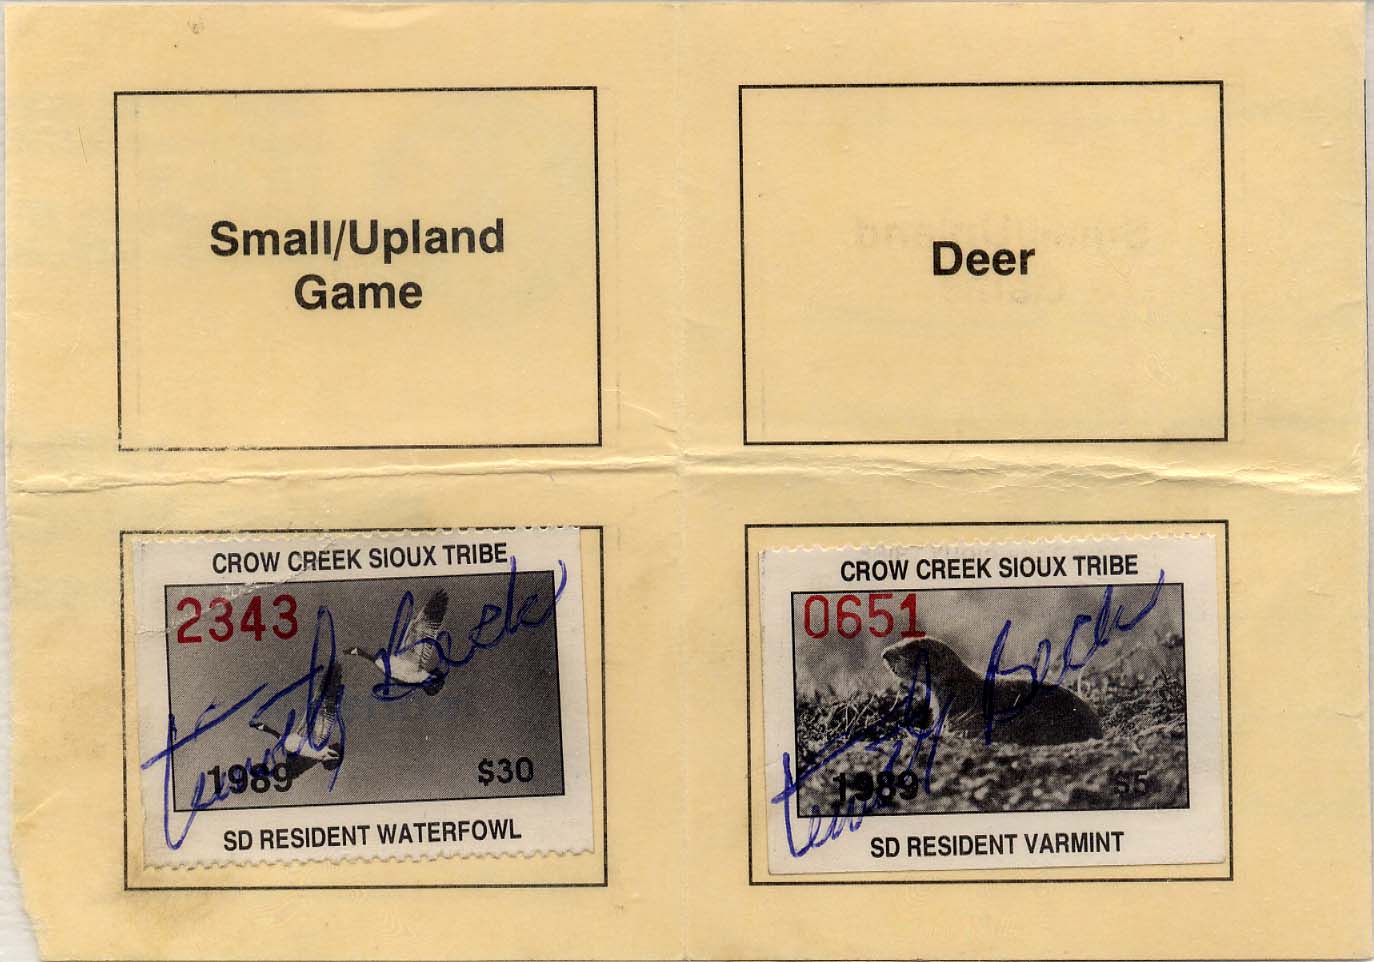 Small/Upland
Game
Deer
CROW CREEK SIOUX TRIBE
2343
1989
$30
SD RESIDENT WATERFOWL
CROW CREEK SIOUX TRIBE
0651
1989
$5
SD RESIDENT VARMINT